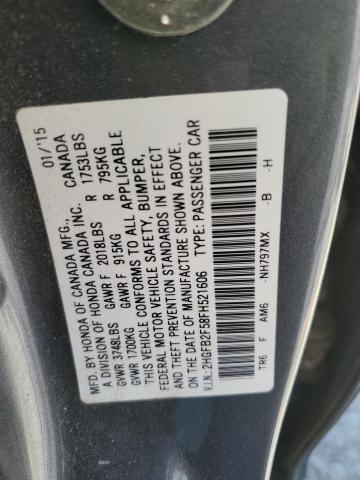 MFD. BY HONDA OF CANADA MFG., 01/'15
A DIVISION OF HONDA CANADA INC. CANADA
GVWR 3748LBS GAWR F 2018LBS R 1753LBS
GVWR 1700KG GAWR F 915KG R 795KG
THIS VEHICLE CONFORMS TO ALL APPLICABLE
FEDERAL MOTOR VEHICLE SAFETY, BUMPER,
AND THEFT PREVENTION STANDARDS IN EFFECT
ON THE DATE OF MANUFACTURE SHOWN ABOVE.
V.I.N.: 2HGFB2F58FH521606 TYPE: PASSENGER CAR
TR6 F AM6 -NH797MX -B -H